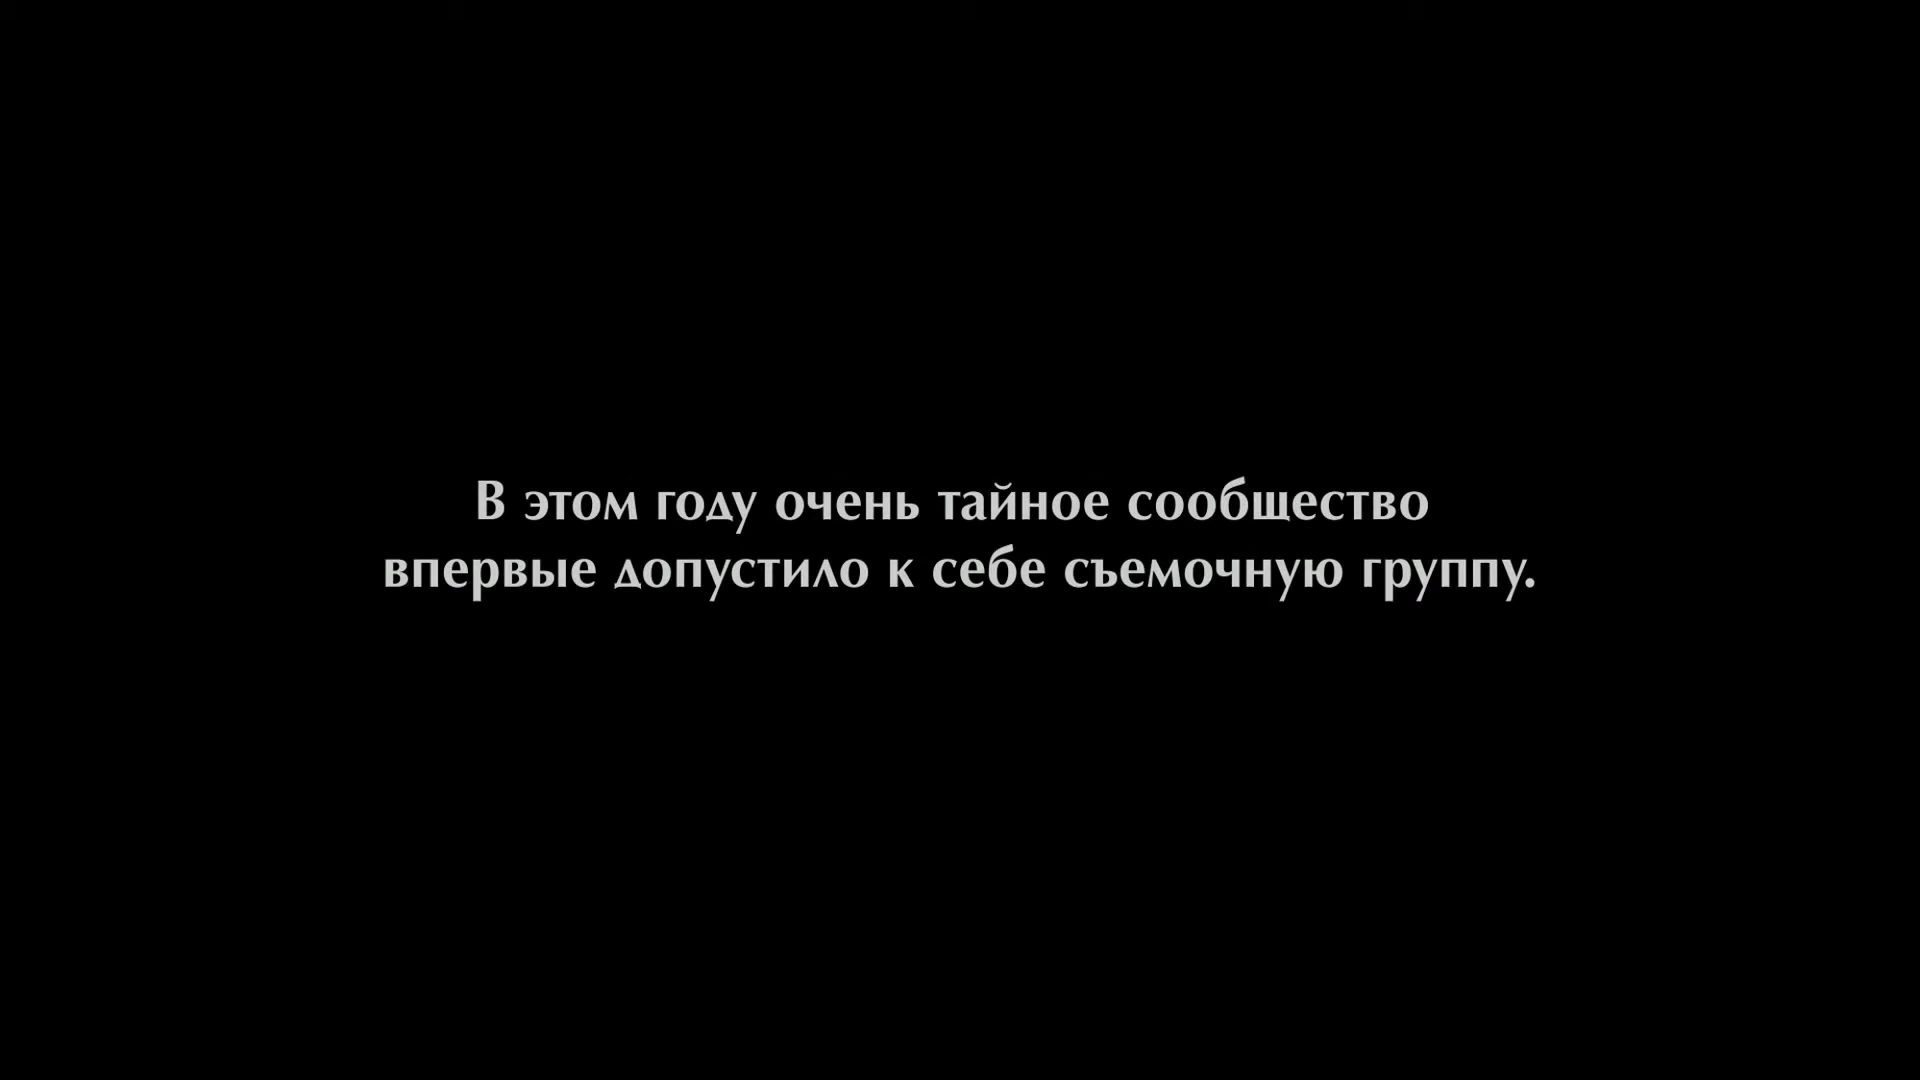 В этом году очень тайное сообщество
впервые допустило к себе съемочную группу.